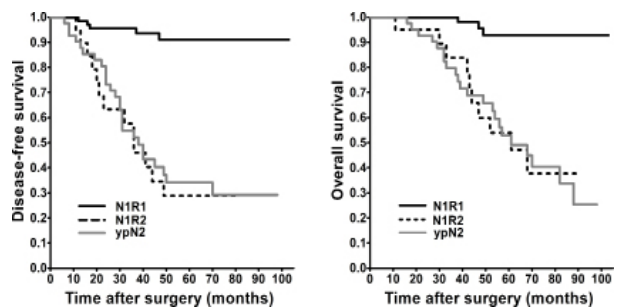 Disease-free survival
1.0
0.9
0.8
0.7
0.6
0.5
0.4
0.3
0.2
0.1
0.0
N1R1
N1R2
ypN2
0 10 20 30 40 50 60 70 80 90 100
Time after surgery (months)
Overall survival
1.0
0.9
0.8
0.7
0.6
0.5
0.4
0.3
0.2
0.1
0.0
N1R1
N1R2
ypN2
0 10 20 30 40 50 60 70 80 90 100
Time after surgery (months)